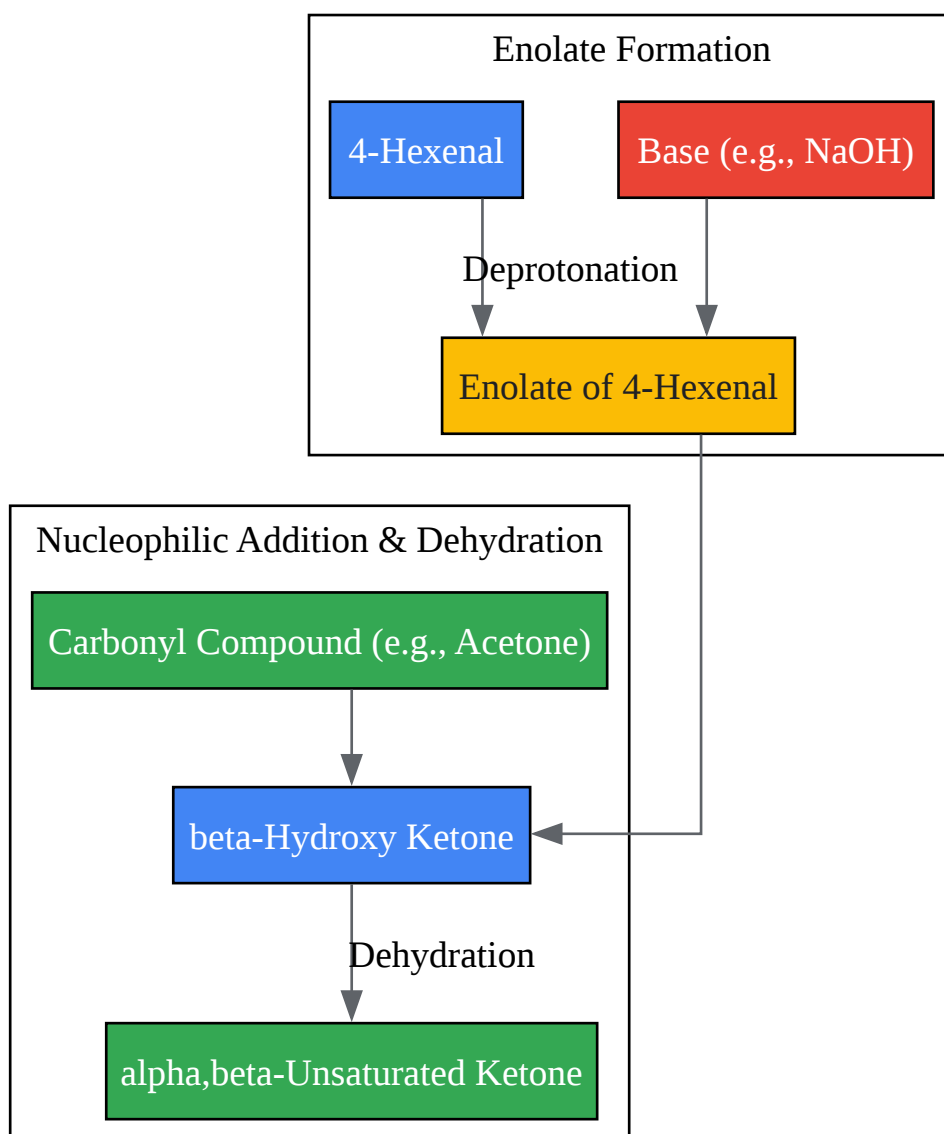 Enolate Formation
4-Hexenal
Base (e.g., NaOH)
Deprotonation
Enolate of 4-Hexenal
Nucleophilic Addition & Dehydration
Carbonyl Compound (e.g., Acetone)
beta-Hydroxy Ketone
Dehydration
alpha,beta-Unsaturated Ketone